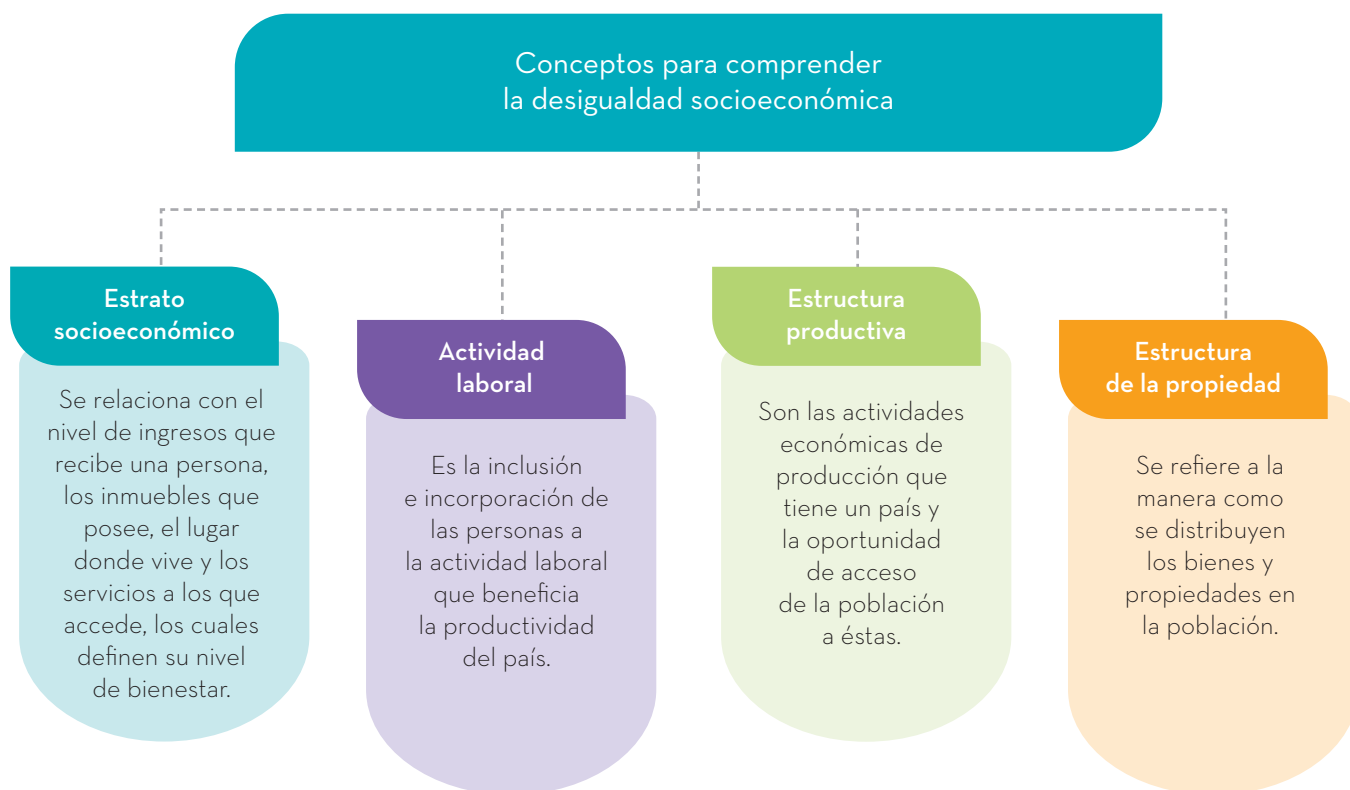 Conceptos para comprender
la desigualdad socioeconómica
Estrato
socioeconómico
Se relaciona con el
nivel de ingresos que
recibe una persona,
los inmuebles que
posee, el lugar
donde vive y los
servicios a los que
accede, los cuales
definen su nivel
de bienestar.
Actividad
laboral
Es la inclusión
e incorporación de
las personas a
la actividad laboral
que beneficia
la productividad
del país.
Estructura
productiva
Son las actividades
económicas de
producción que
tiene un país y
la oportunidad
de acceso
de la población
a éstas.
Estructura
de la propiedad
Se refiere a la
manera como
se distribuyen
los bienes y
propiedades en
la población.